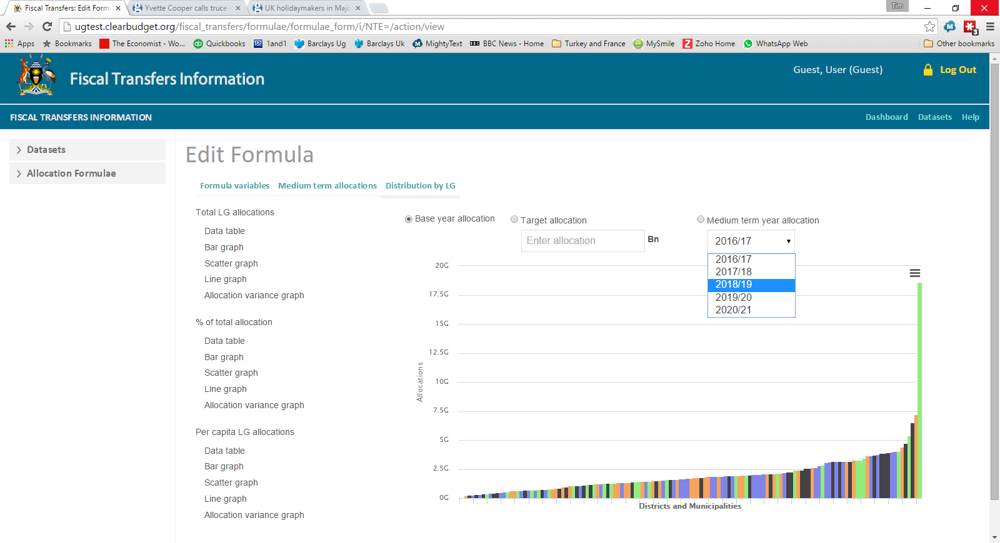 Fiscal Transfers: Edit Form
Yvette Cooper calls truce
UK holidaymakers in Majo
Tim
ugtest.clearbudget.org/fiscal_transfers/formulae/formulae_form/i/NTE=/action/view
3
Apps
Bookmarks
The Economist - Wo...
Quickbooks
1&1
1and1
Barclays Ug
Barclays Uk
MightyText
BBC
BBC News - Home
Turkey and France
MySmile
Z
Zoho Home
WhatsApp Web
Other bookmarks
Fiscal Transfers Information
Guest, User (Guest)
Log Out
FISCAL TRANSFERS INFORMATION
Dashboard
Datasets
Help
Datasets
Allocation Formulae
Edit Formula
Formula variables
Medium term allocations
Distribution by LG
Total LG allocations
Data table
Bar graph
Scatter graph
Line graph
Allocation variance graph
% of total allocation
Data table
Bar graph
Scatter graph
Line graph
Allocation variance graph
Per capita LG allocations
Data table
Bar graph
Scatter graph
Line graph
Allocation variance graph
Base year allocation
Target allocation
Enter allocation
Bn
Medium term year allocation
2016/17
2016/17
2017/18
2018/19
2019/20
2020/21
20G
17.5G
15G
12.5G
10G
7.5G
5G
2.5G
0G
Allocations
Districts and Municipalities